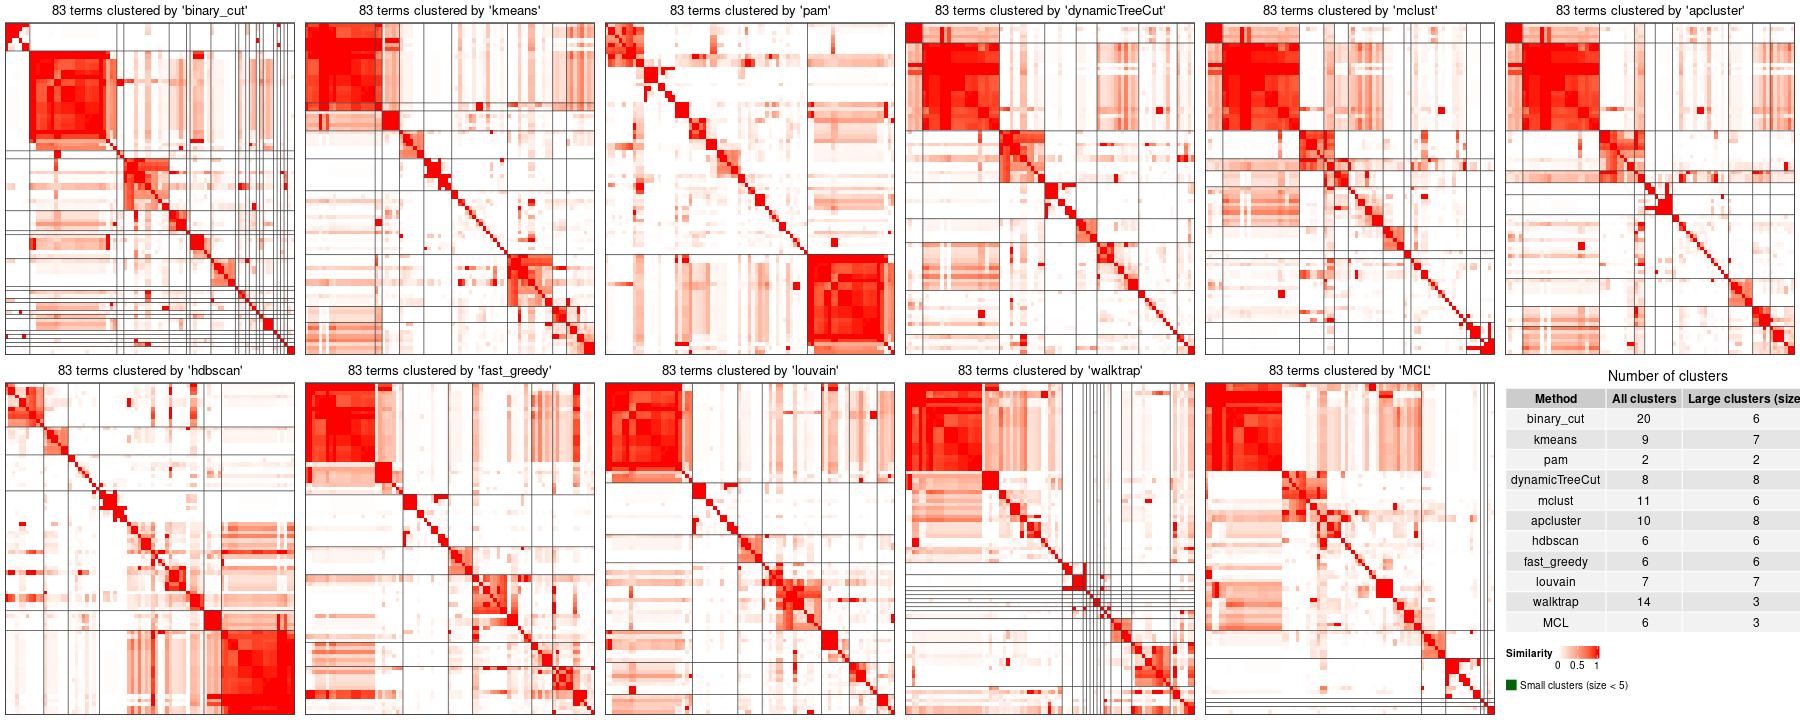 83 terms clustered by 'binary_cut'
83 terms clustered by 'kmeans'
83 terms clustered by 'pam'
83 terms clustered by 'dynamicTreeCut'
83 terms clustered by 'mclust'
83 terms clustered by 'apcluster'
83 terms clustered by 'hdbscan'
83 terms clustered by 'fast_greedy'
83 terms clustered by 'louvain'
83 terms clustered by 'walktrap'
83 terms clustered by 'MCL'
Number of clusters
Method All clusters Large clusters (size
binary_cut 20 6
kmeans 9 7
pam 2 2
dynamicTreeCut 8 8
mclust 11 6
apcluster 10 8
hdbscan 6 6
fast_greedy 6 6
louvain 7 7
walktrap 14 3
MCL 6 3
Similarity
0 0.5 1
Small clusters (size < 5)